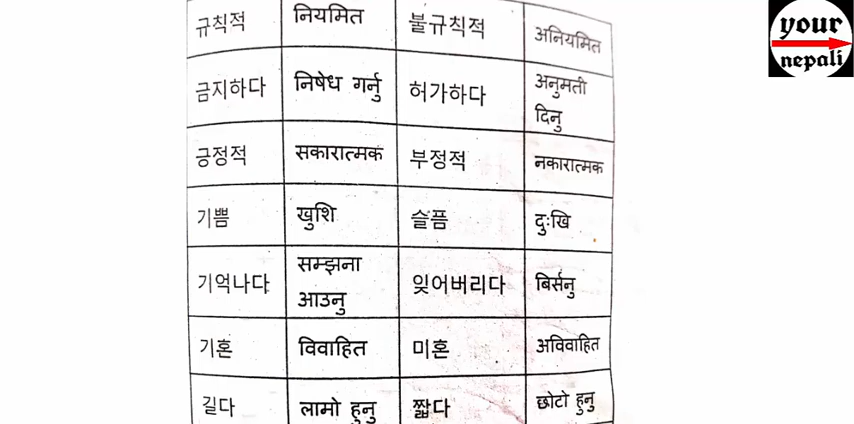 규칙적 नियमित 불규칙적 अनियमित
금지하다 निषेध गर्नु 허가하다 अनुमती
दिनु
긍정적 सकारात्मक 부정적 नकारात्मक
기쁨 खुशि 슬픔 दुःखि
기억나다 सम्झना
आउनु 잊어버리다 बिर्सनु
기혼 विवाहित 미혼 अविवाहित
길다 लामो हुनु 짧다 छोटो हुनु
your
nepali